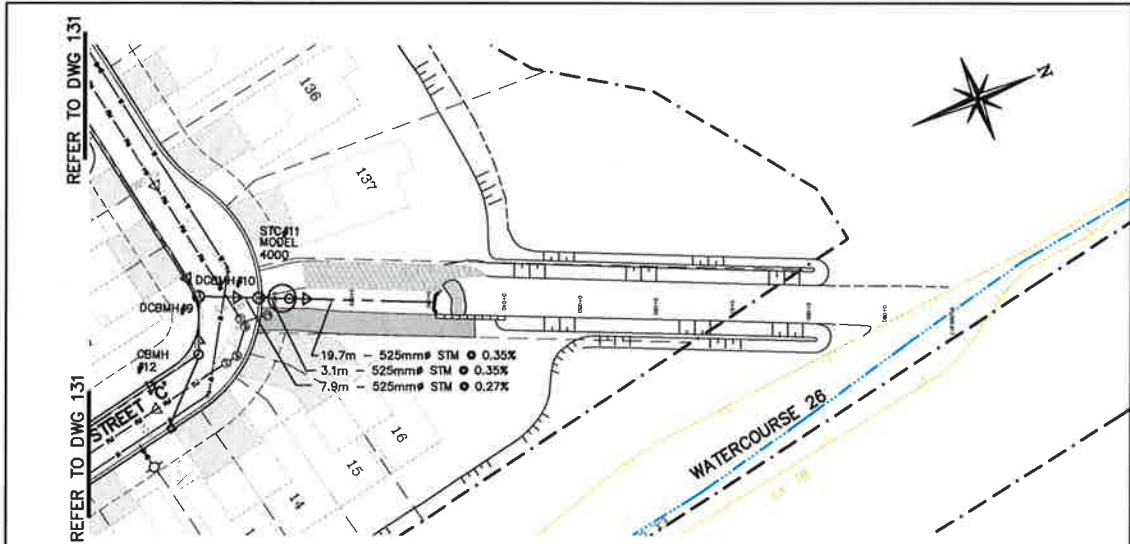 REFER TO DWG 131
136
N
137
STC#11
MODEL
4000
DCBMH#10
DCBMH#9
CBMH
#12
19.7m - 525mmø STM @ 0.35%
3.1m - 525mmø STM @ 0.35%
7.9m - 525mmø STM @ 0.27%
STREET
16
15
14
WATERCOURSE 26
REFER TO DWG 131